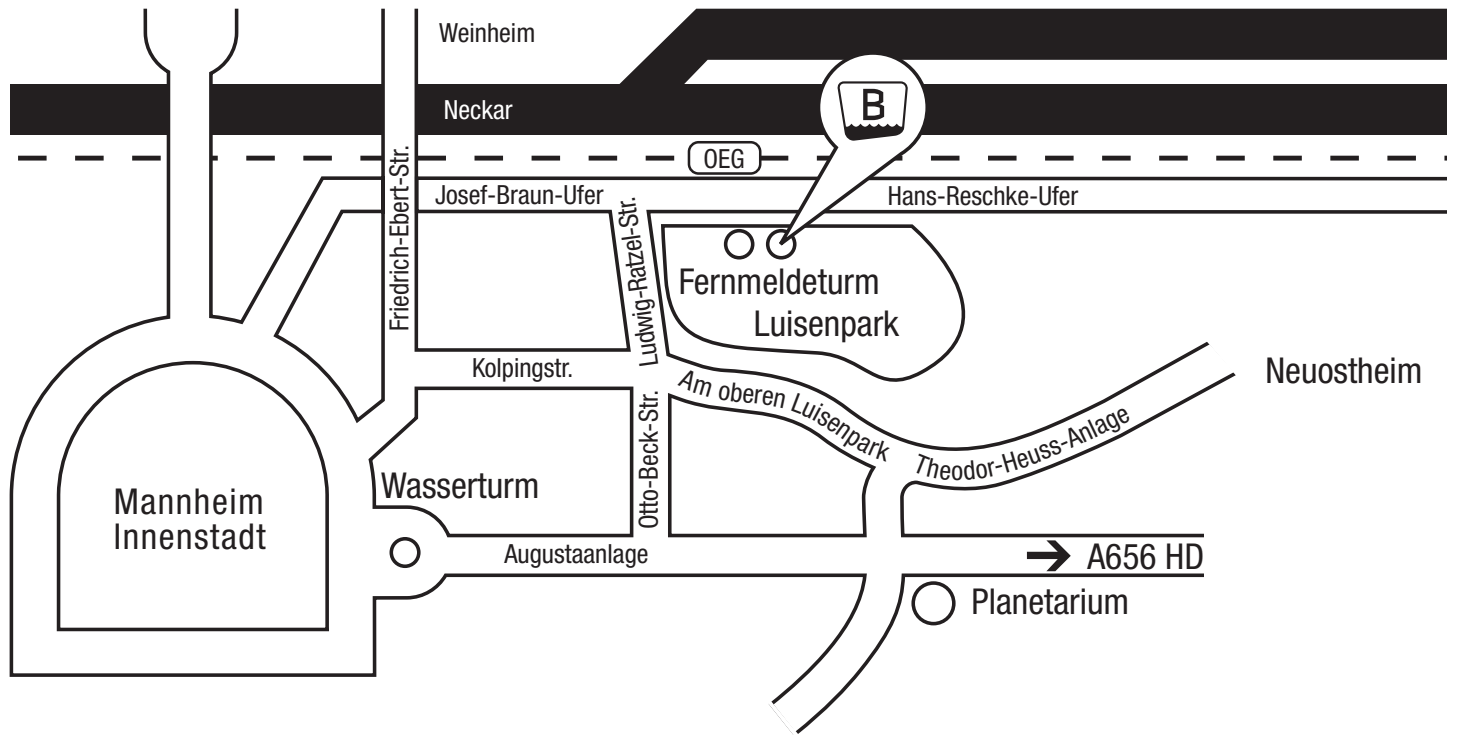 Weinheim
Neckar
B
OEG
Friedrich-Ebert-Str.
Josef-Braun-Ufer
Ludwig-Ratzel-Str.
Hans-Reschke-Ufer
Fernmeldeturm
Luisenpark
Kolpingstr.
Am oberen Luisenpark
Neuostheim
Theodor-Heuss-Anlage
Otto-Beck-Str.
Wasserturm
Mannheim
Innenstadt
Augustaanlage
A656 HD
Planetarium